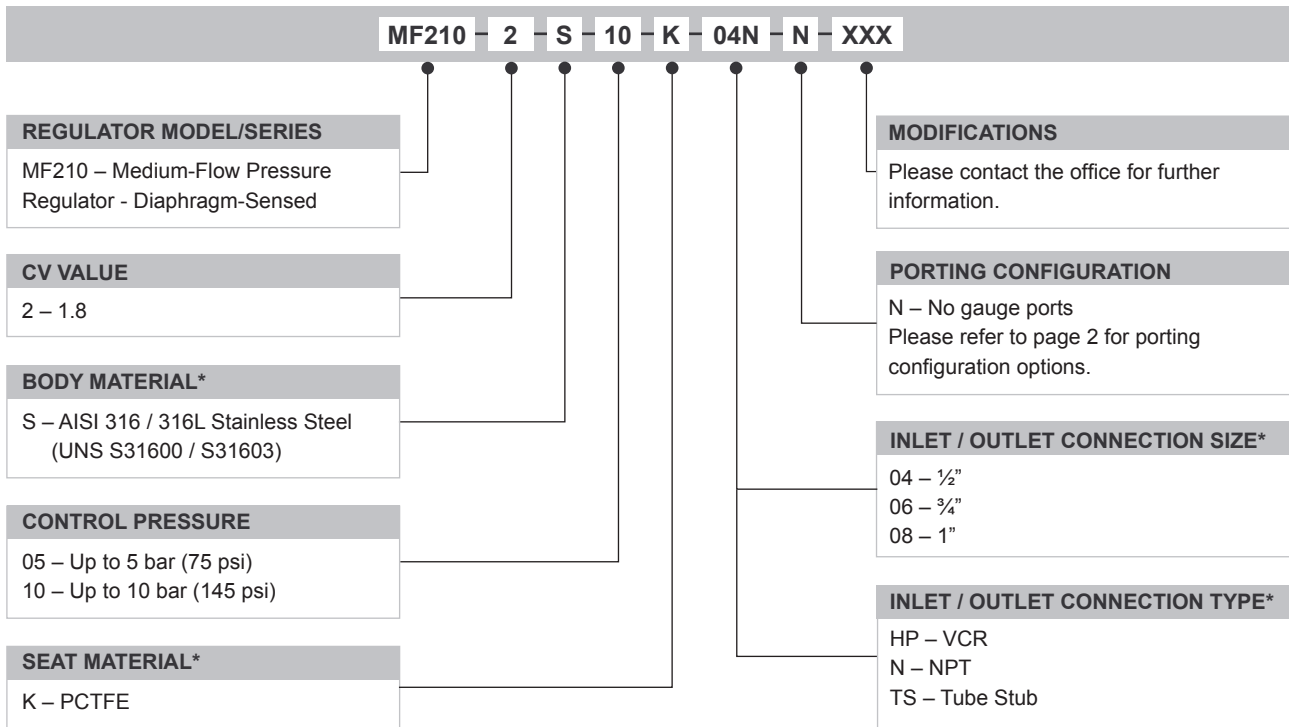 MF210 - 2 - S - 10 - K - 04N - N - XXX
REGULATOR MODEL/SERIES
MF210 – Medium-Flow Pressure
Regulator - Diaphragm-Sensed
CV VALUE
2 – 1.8
BODY MATERIAL*
S – AISI 316 / 316L Stainless Steel
(UNS S31600 / S31603)
CONTROL PRESSURE
05 – Up to 5 bar (75 psi)
10 – Up to 10 bar (145 psi)
SEAT MATERIAL*
K – PCTFE
MODIFICATIONS
Please contact the office for further
information.
PORTING CONFIGURATION
N – No gauge ports
Please refer to page 2 for porting
configuration options.
INLET / OUTLET CONNECTION SIZE*
04 – ½”
06 – ¾”
08 – 1”
INLET / OUTLET CONNECTION TYPE*
HP – VCR
N – NPT
TS – Tube Stub